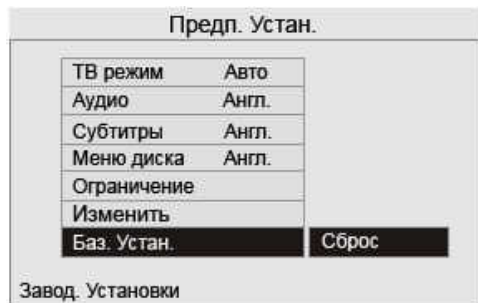 Предп. Устан.
ТВ режим Авто
Аудио Англ.
Субтитры Англ.
Меню диска Англ.
Ограничение
Изменить
Баз. Устан. Сброс
Завод. Установки